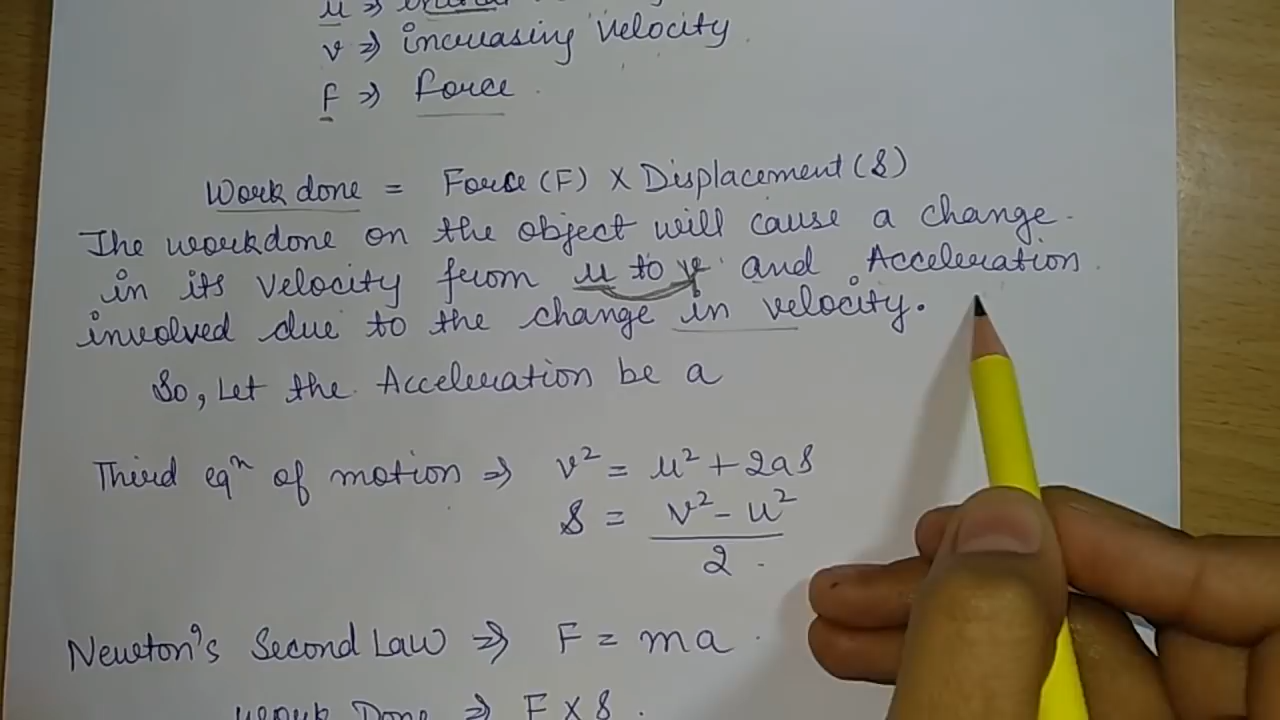 u ⇒
v ⇒ increasing velocity
F ⇒ Force
Work done = Force (F) X Displacement (S)
The workdone on the object will cause a change
in its velocity from u to v and Acceleration
involved due to the change in velocity.
So, Let the Acceleration be a
Third eqⁿ of motion ⇒ v² = u² + 2aS
S = v² - u²
2
Newton's Second Law ⇒ F = ma
Work Done ⇒ F X S.